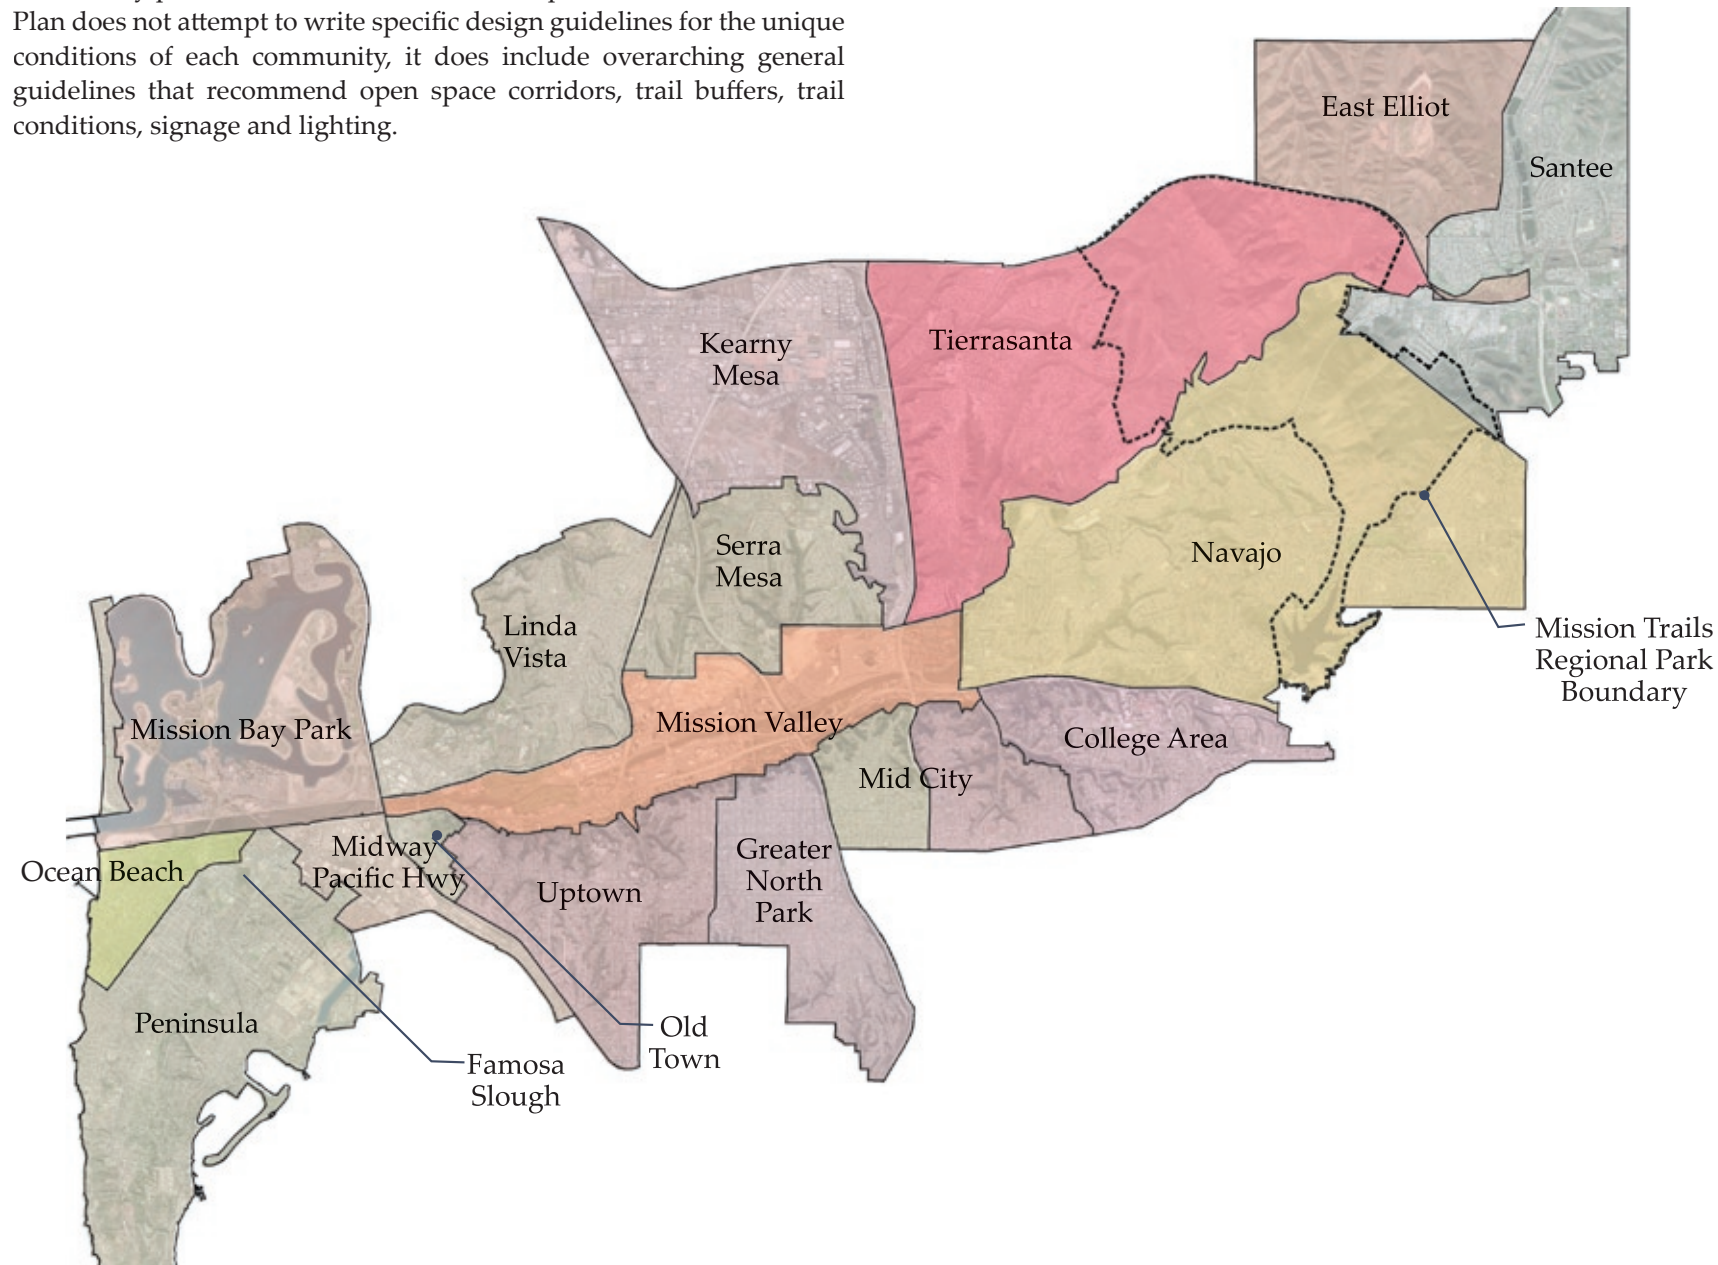 Plan does not attempt to write specific design guidelines for the unique
conditions of each community, it does include overarching general
guidelines that recommend open space corridors, trail buffers, trail
conditions, signage and lighting.
East Elliot
Santee
Kearny
Mesa
Tierrasanta
Serra
Mesa
Navajo
Linda
Vista
Mission Trails
Regional Park
Boundary
Mission Bay Park
Mission Valley
College Area
Mid City
Midway
Pacific Hwy
Ocean Beach
Uptown
Greater
North
Park
Peninsula
Old
Town
Famosa
Slough